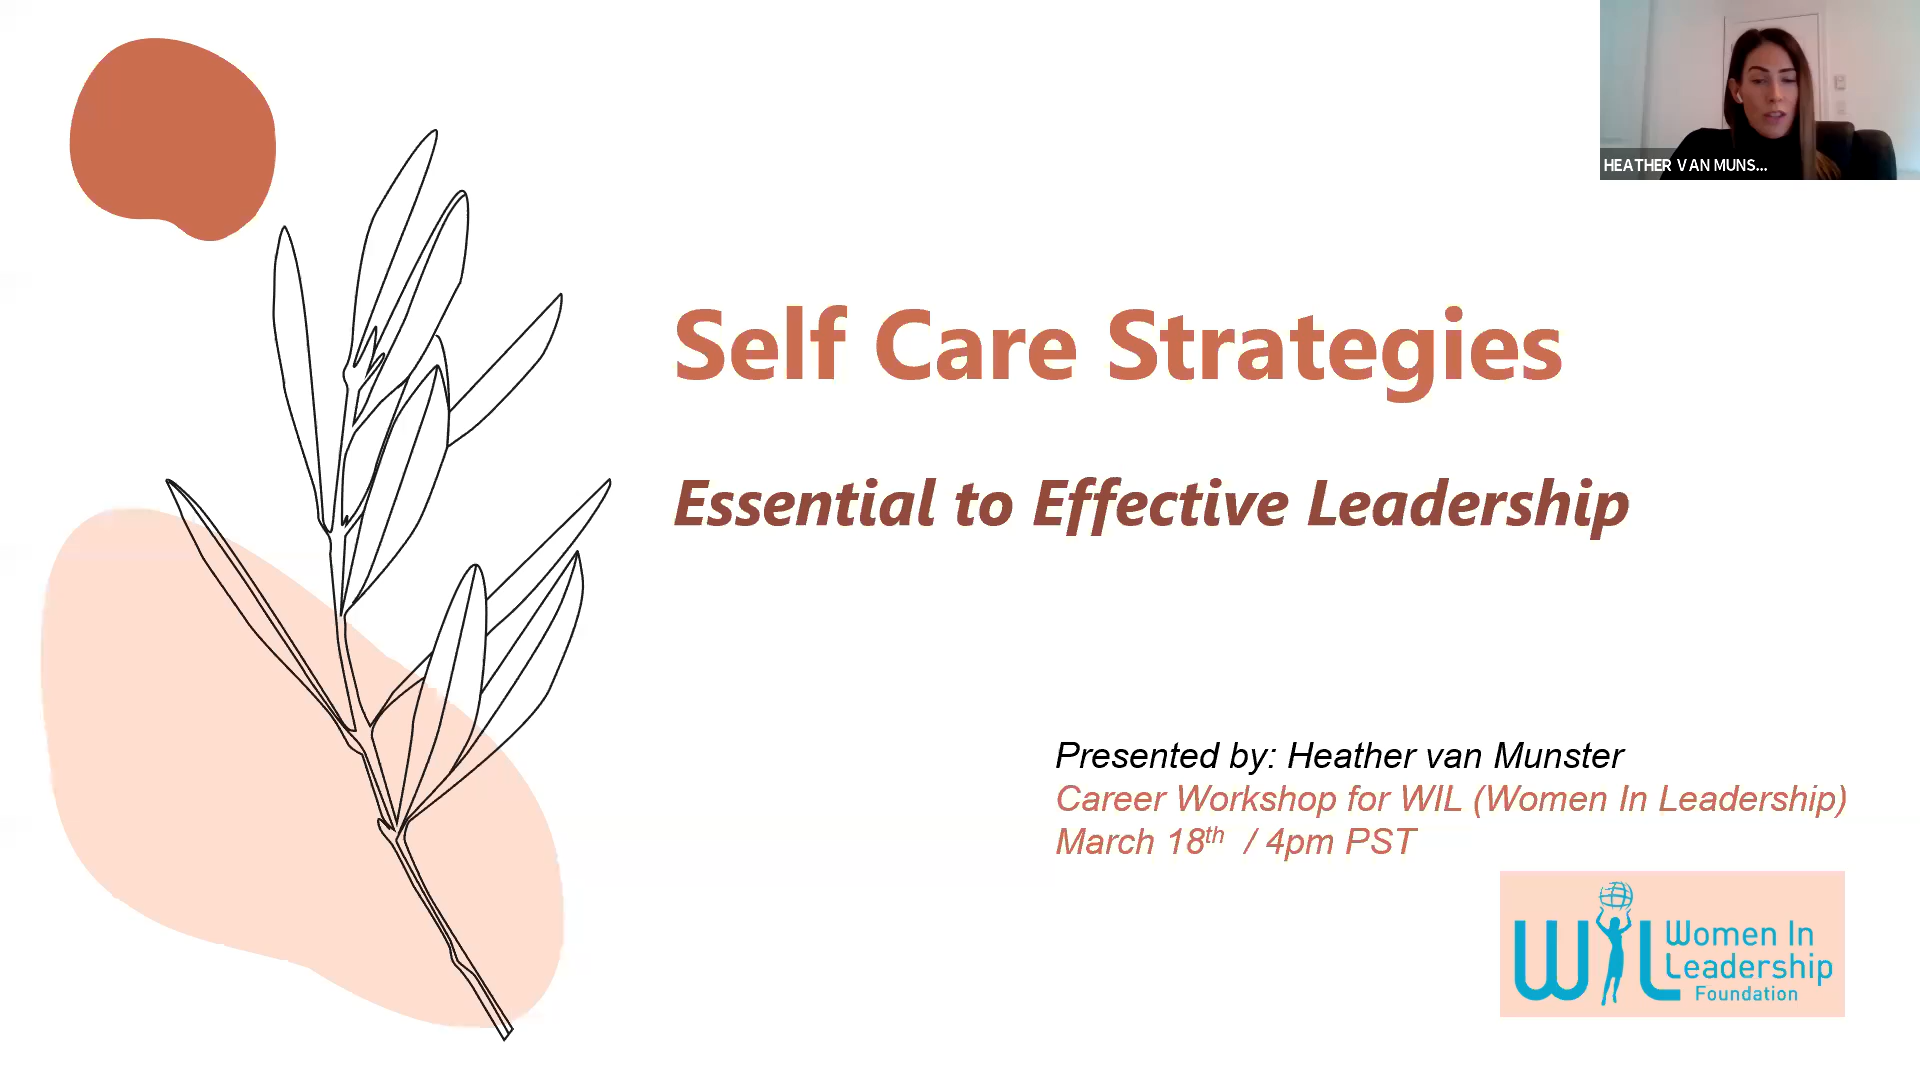 HEATHER VAN MUNS...
Self Care Strategies
Essential to Effective Leadership
Presented by: Heather van Munster
Career Workshop for WIL (Women In Leadership)
March 18th / 4pm PST
WIL
Women In
Leadership
Foundation